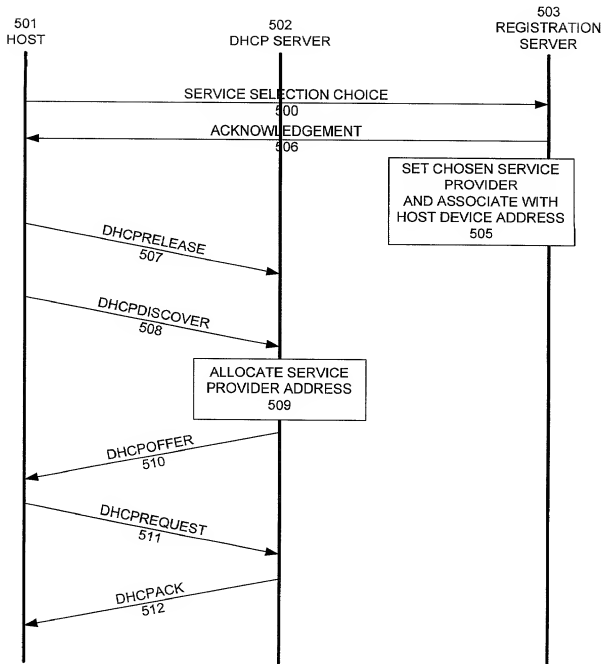 501
HOST
502
DHCP SERVER
503
REGISTRATION
SERVER
SERVICE SELECTION CHOICE
500
ACKNOWLEDGEMENT
506
SET CHOSEN SERVICE
PROVIDER
AND ASSOCIATE WITH
HOST DEVICE ADDRESS
505
DHCPRELEASE
507
DHCPDISCOVER
508
ALLOCATE SERVICE
PROVIDER ADDRESS
509
DHCPOFFER
510
DHCPREQUEST
511
DHCPACK
512